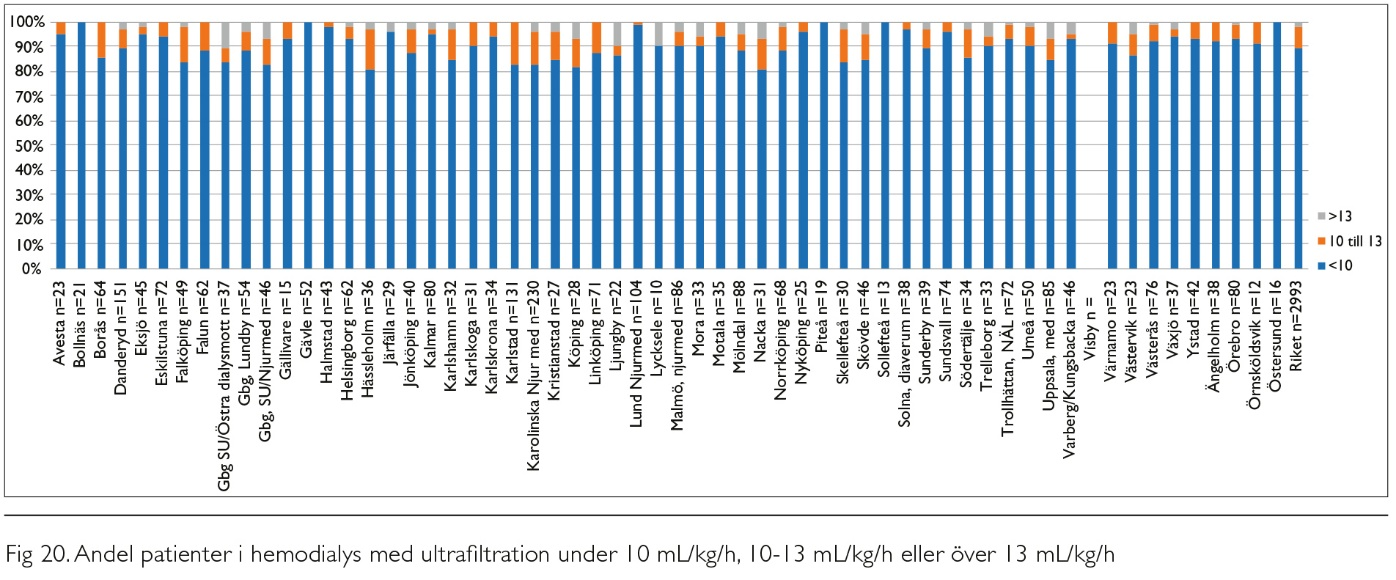 100%
90%
80%
70%
60%
50%
40%
30%
20%
10%
0%
>13
10 till 13
<10
Avesta n=23
Bollnäs n=21
Borås n=64
Danderyd n=151
Eksjö n=45
Eskilstuna n=72
Falköping n=49
Falun n=62
Gbg SU/Östra dialysmott n=37
Gbg, Lundby n=54
Gbg, SU/Njurmed n=46
Gällivare n=15
Gävle n=52
Halmstad n=43
Helsingborg n=62
Hässleholm n=36
Järfälla n=29
Jönköping n=40
Kalmar n=80
Karlshamn n=32
Karlskoga n=31
Karlskrona n=34
Karlstad n=131
Karolinska Njur med n=230
Kristianstad n=27
Köping n=28
Linköping n=71
Ljungby n=22
Lund Njurmed n=104
Lycksele n=10
Malmö, njurmed n=86
Mora n=33
Motala n=35
Mölndal n=88
Nacka n=31
Norrköping n=68
Nyköping n=25
Piteå n=19
Skellefteå n=30
Skövde n=46
Sollefteå n=13
Solna, diaverum n=38
Sunderby n=39
Sundsvall n=74
Södertälje n=34
Trelleborg n=33
Trollhättan, NÄL n=72
Umeå n=50
Uppsala, med n=85
Varberg/Kungsbacka n=46
Visby n =
Värnamo n=23
Västervik n=23
Västerås n=76
Växjö n=37
Ystad n=42
Ängelholm n=38
Örebro n=80
Örnsköldsvik n=12
Östersund n=16
Riket n=2993
Fig 20. Andel patienter i hemodialys med ultrafiltration under 10 mL/kg/h, 10-13 mL/kg/h eller över 13 mL/kg/h